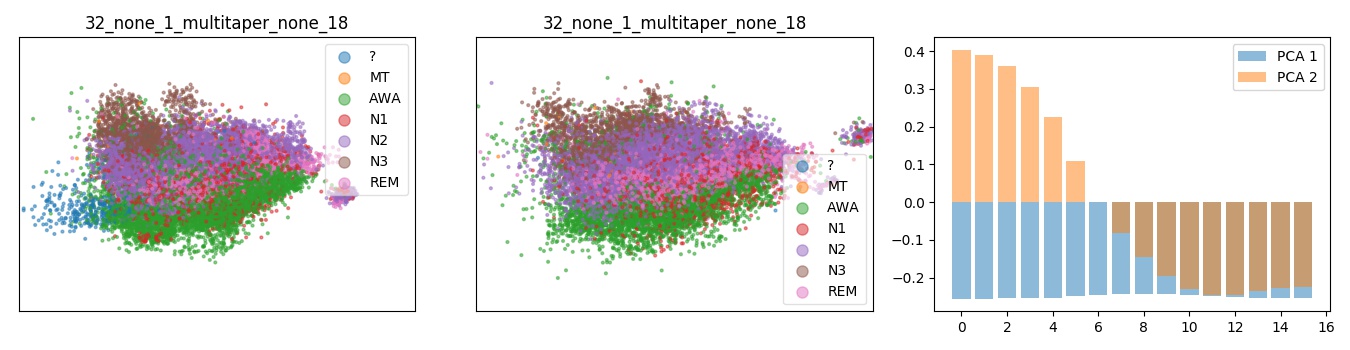 32_none_1_multitaper_none_18
?
MT
AWA
N1
N2
N3
REM
32_none_1_multitaper_none_18
?
MT
AWA
N1
N2
N3
REM
PCA 1
PCA 2
0.4
0.3
0.2
0.1
0.0
−0.1
−0.2
0 2 4 6 8 10 12 14 16